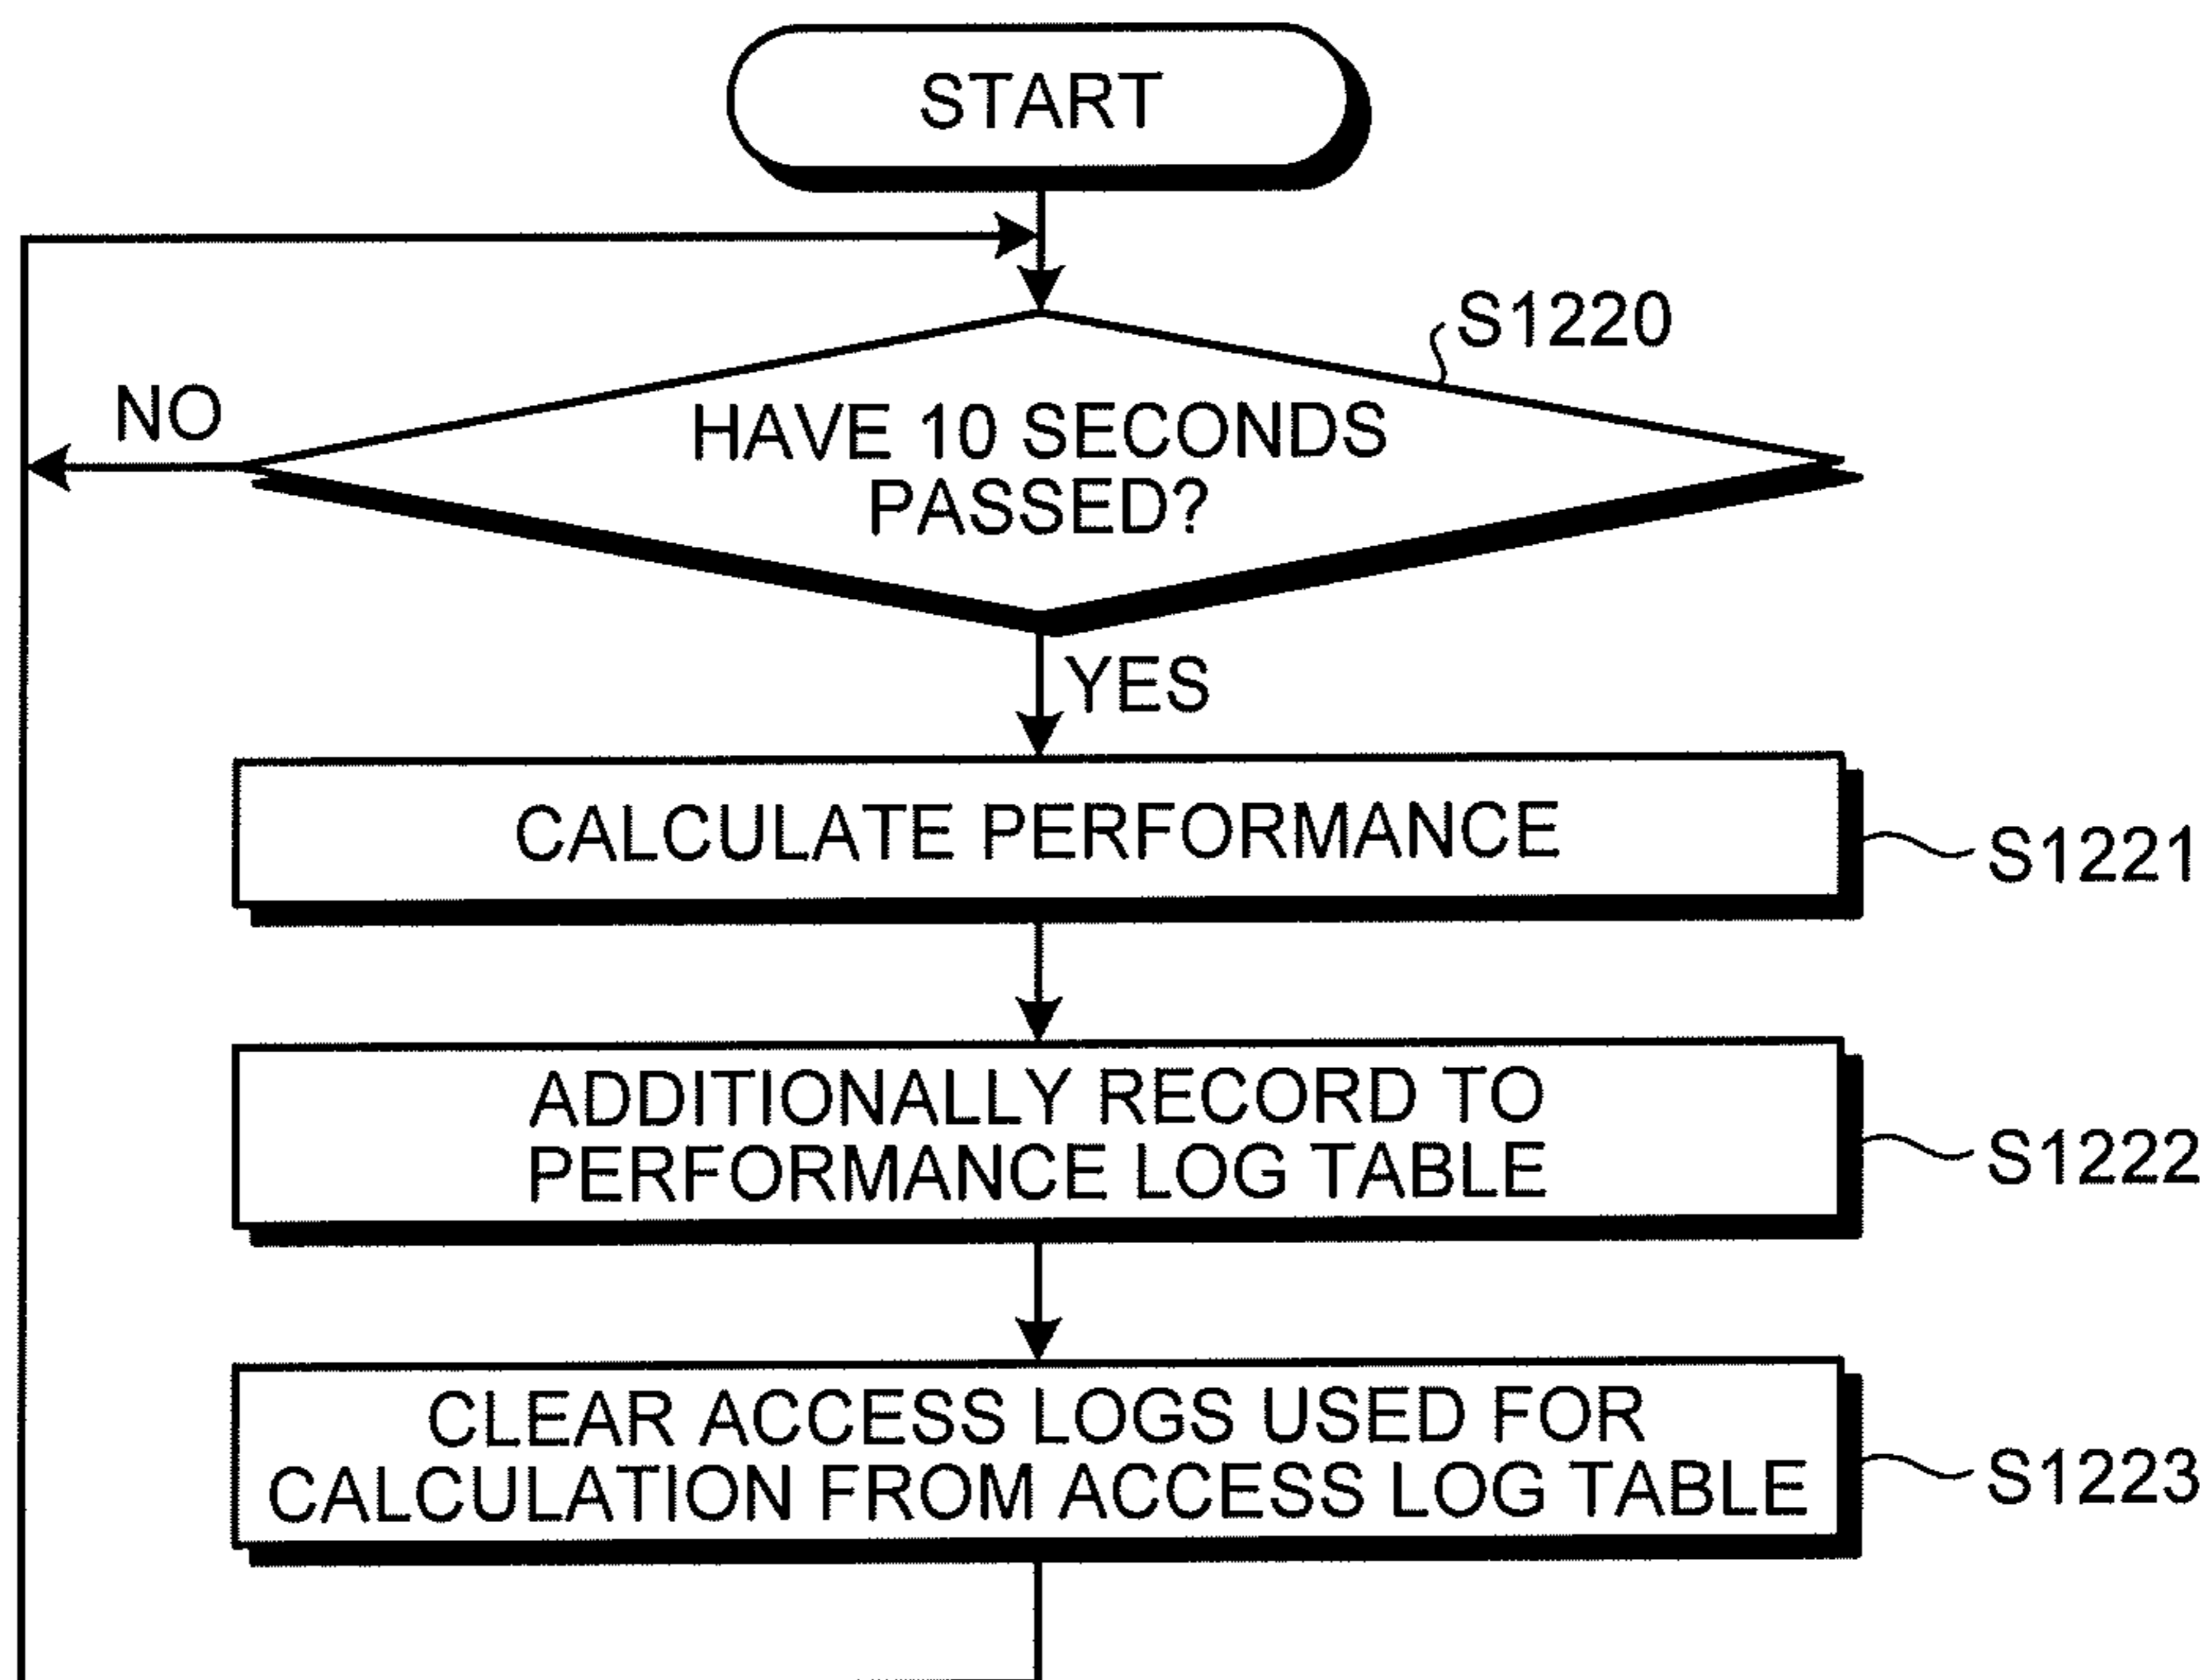 START
S1220
NO
HAVE 10 SECONDS
PASSED?
YES
CALCULATE PERFORMANCE
S1221
ADDITIONALLY RECORD TO
PERFORMANCE LOG TABLE
S1222
CLEAR ACCESS LOGS USED FOR
CALCULATION FROM ACCESS LOG TABLE
S1223